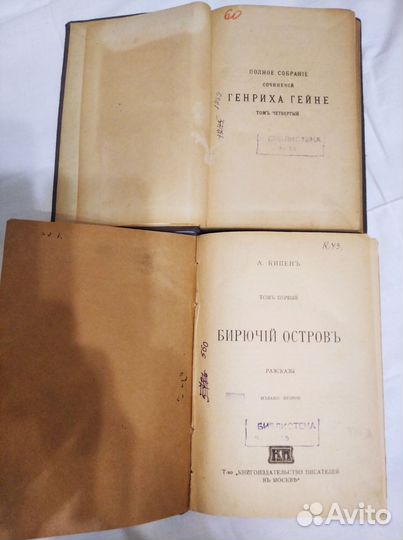 60
ПОЛНОЕ СОБРАНІЕ
СОЧИНЕНІЙ
ГЕНРИХА ГЕЙНЕ
ТОМЪ ЧЕТВЕРТЫЙ
БИБЛИОТЕКА
А. КИПЕНЪ
ТОМЪ ПЕРВЫЙ
БИРЮЧІЙ ОСТРОВЪ
РАЗСКАЗЫ
ИЗДАНІЕ ВТОРОЕ
500
БИБЛИОТЕКА
КП
Т-во „КНИГОИЗДАТЕЛЬСТВО ПИСАТЕЛЕЙ
ВЪ МОСКВѢ“
Avito